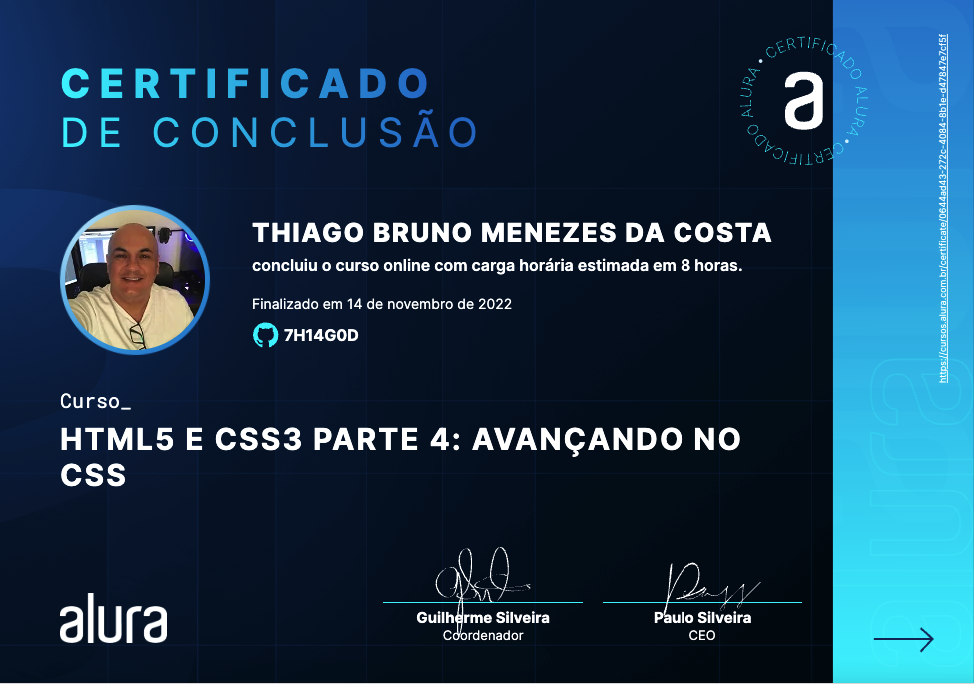 CERTIFICADO
DE CONCLUSÃO
CERTIFICADO ALURA • CERTIFICADO ALURA •
a
THIAGO BRUNO MENEZES DA COSTA
concluiu o curso online com carga horária estimada em 8 horas.
Finalizado em 14 de novembro de 2022
7H14G0D
Curso_
HTML5 E CSS3 PARTE 4: AVANÇANDO NO
CSS
alura
Guilherme Silveira
Coordenador
Paulo Silveira
CEO
https://cursos.alura.com.br/certificate/0644ad43-272c-4084-8b1e-d47847e7cf5f
alura